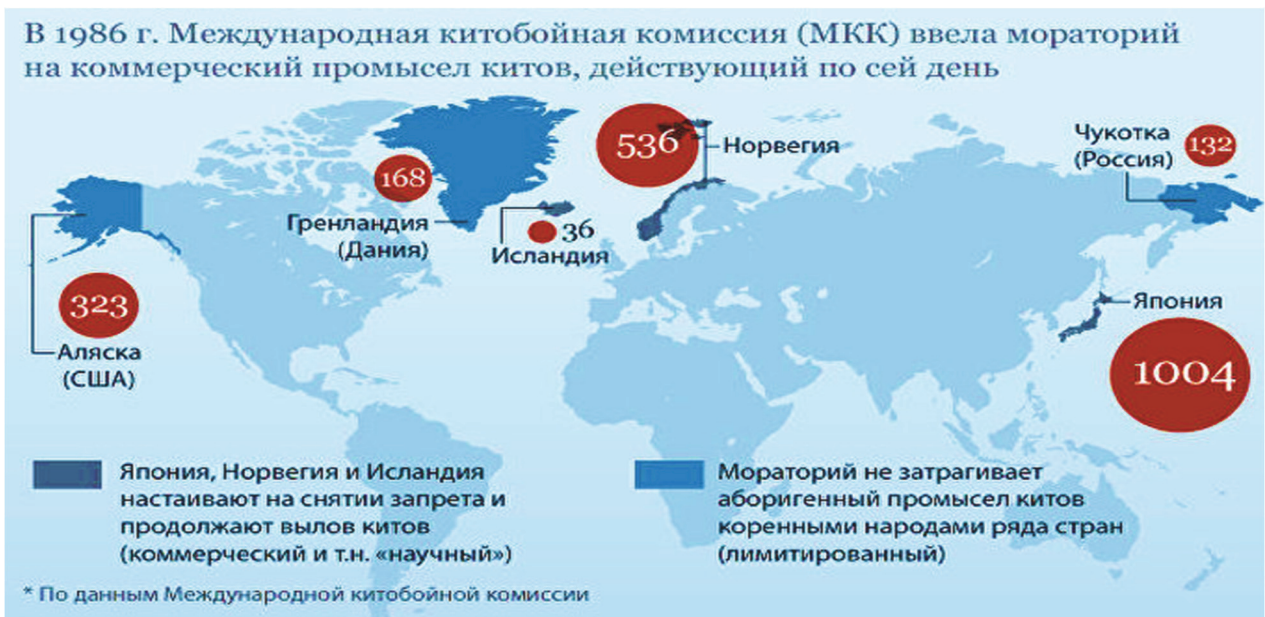 В 1986 г. Международная китобойная комиссия (МКК) ввела мораторий
на коммерческий промысел китов, действующий по сей день
536
Норвегия
Чукотка
(Россия)
132
168
Гренландия
(Дания)
36
Исландия
323
Аляска
(США)
Япония
1004
Япония, Норвегия и Исландия
настаивают на снятии запрета и
продолжают вылов китов
(коммерческий и т.н. «научный»)
Мораторий не затрагивает
аборигенный промысел китов
коренными народами ряда стран
(лимитированный)
* По данным Международной китобойной комиссии